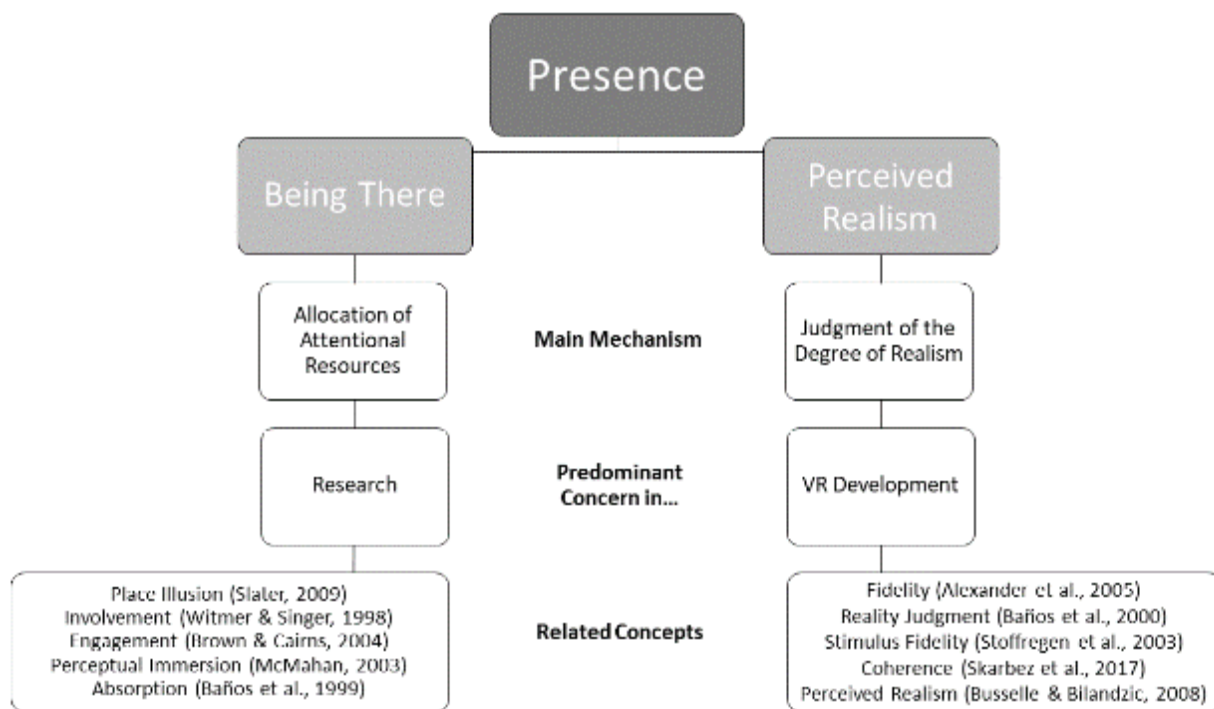 Presence
Being There
Perceived
Realism
Allocation of
Attentional
Resources
Main Mechanism
Judgment of the
Degree of Realism
Research
Predominant
Concern in...
VR Development
Place Illusion (Slater, 2009)
Involvement (Witmer & Singer, 1998)
Engagement (Brown & Cairns, 2004)
Perceptual Immersion (McMahan, 2003)
Absorption (Baños et al., 1999)
Related Concepts
Fidelity (Alexander et al., 2005)
Reality Judgment (Baños et al., 2000)
Stimulus Fidelity (Stoffregen et al., 2003)
Coherence (Skarbez et al., 2017)
Perceived Realism (Busselle & Bilandzic, 2008)